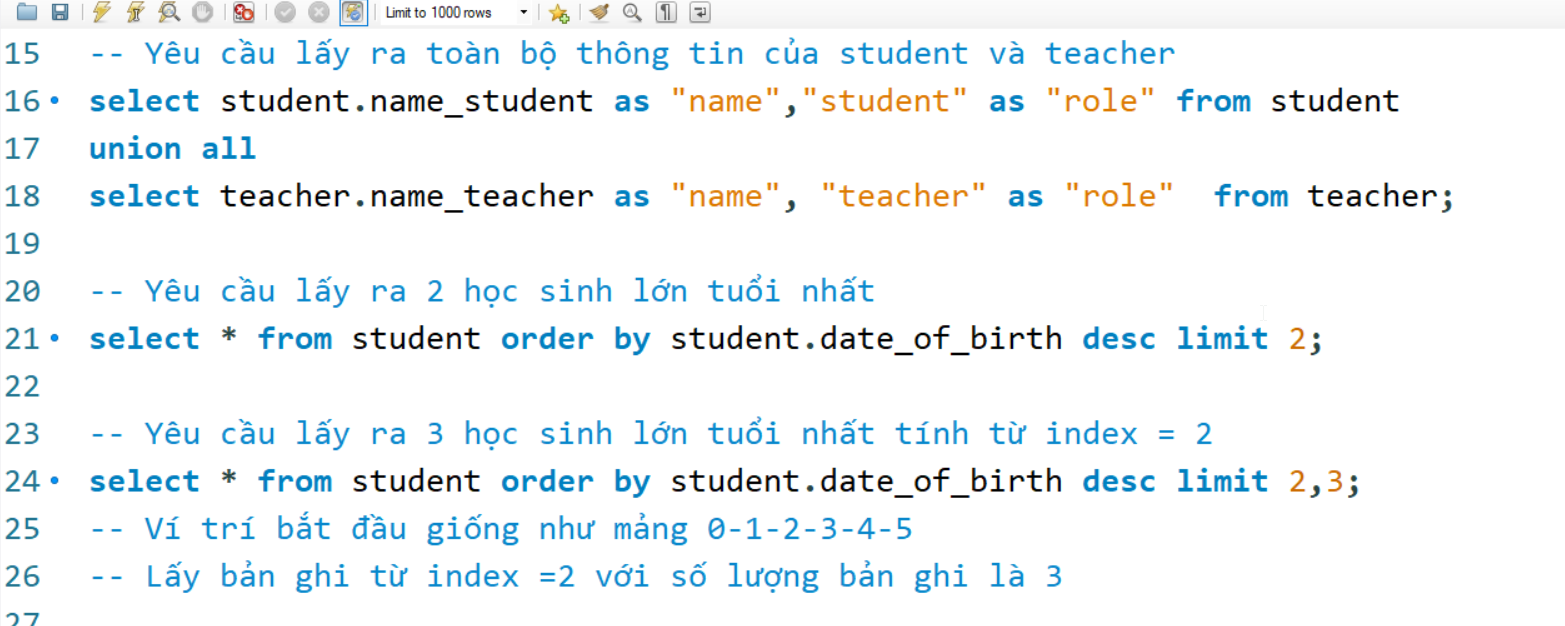 Limit to 1000 rows
15 -- Yêu cầu lấy ra toàn bộ thông tin của student và teacher
16 select student.name_student as "name","student" as "role" from student
17 union all
18 select teacher.name_teacher as "name", "teacher" as "role"  from teacher;
19
20 -- Yêu cầu lấy ra 2 học sinh lớn tuổi nhất
21 select * from student order by student.date_of_birth desc limit 2;
22
23 -- Yêu cầu lấy ra 3 học sinh lớn tuổi nhất tính từ index = 2
24 select * from student order by student.date_of_birth desc limit 2,3;
25 -- Ví trí bắt đầu giống như mảng 0-1-2-3-4-5
26 -- Lấy bản ghi từ index =2 với số lượng bản ghi là 3
27